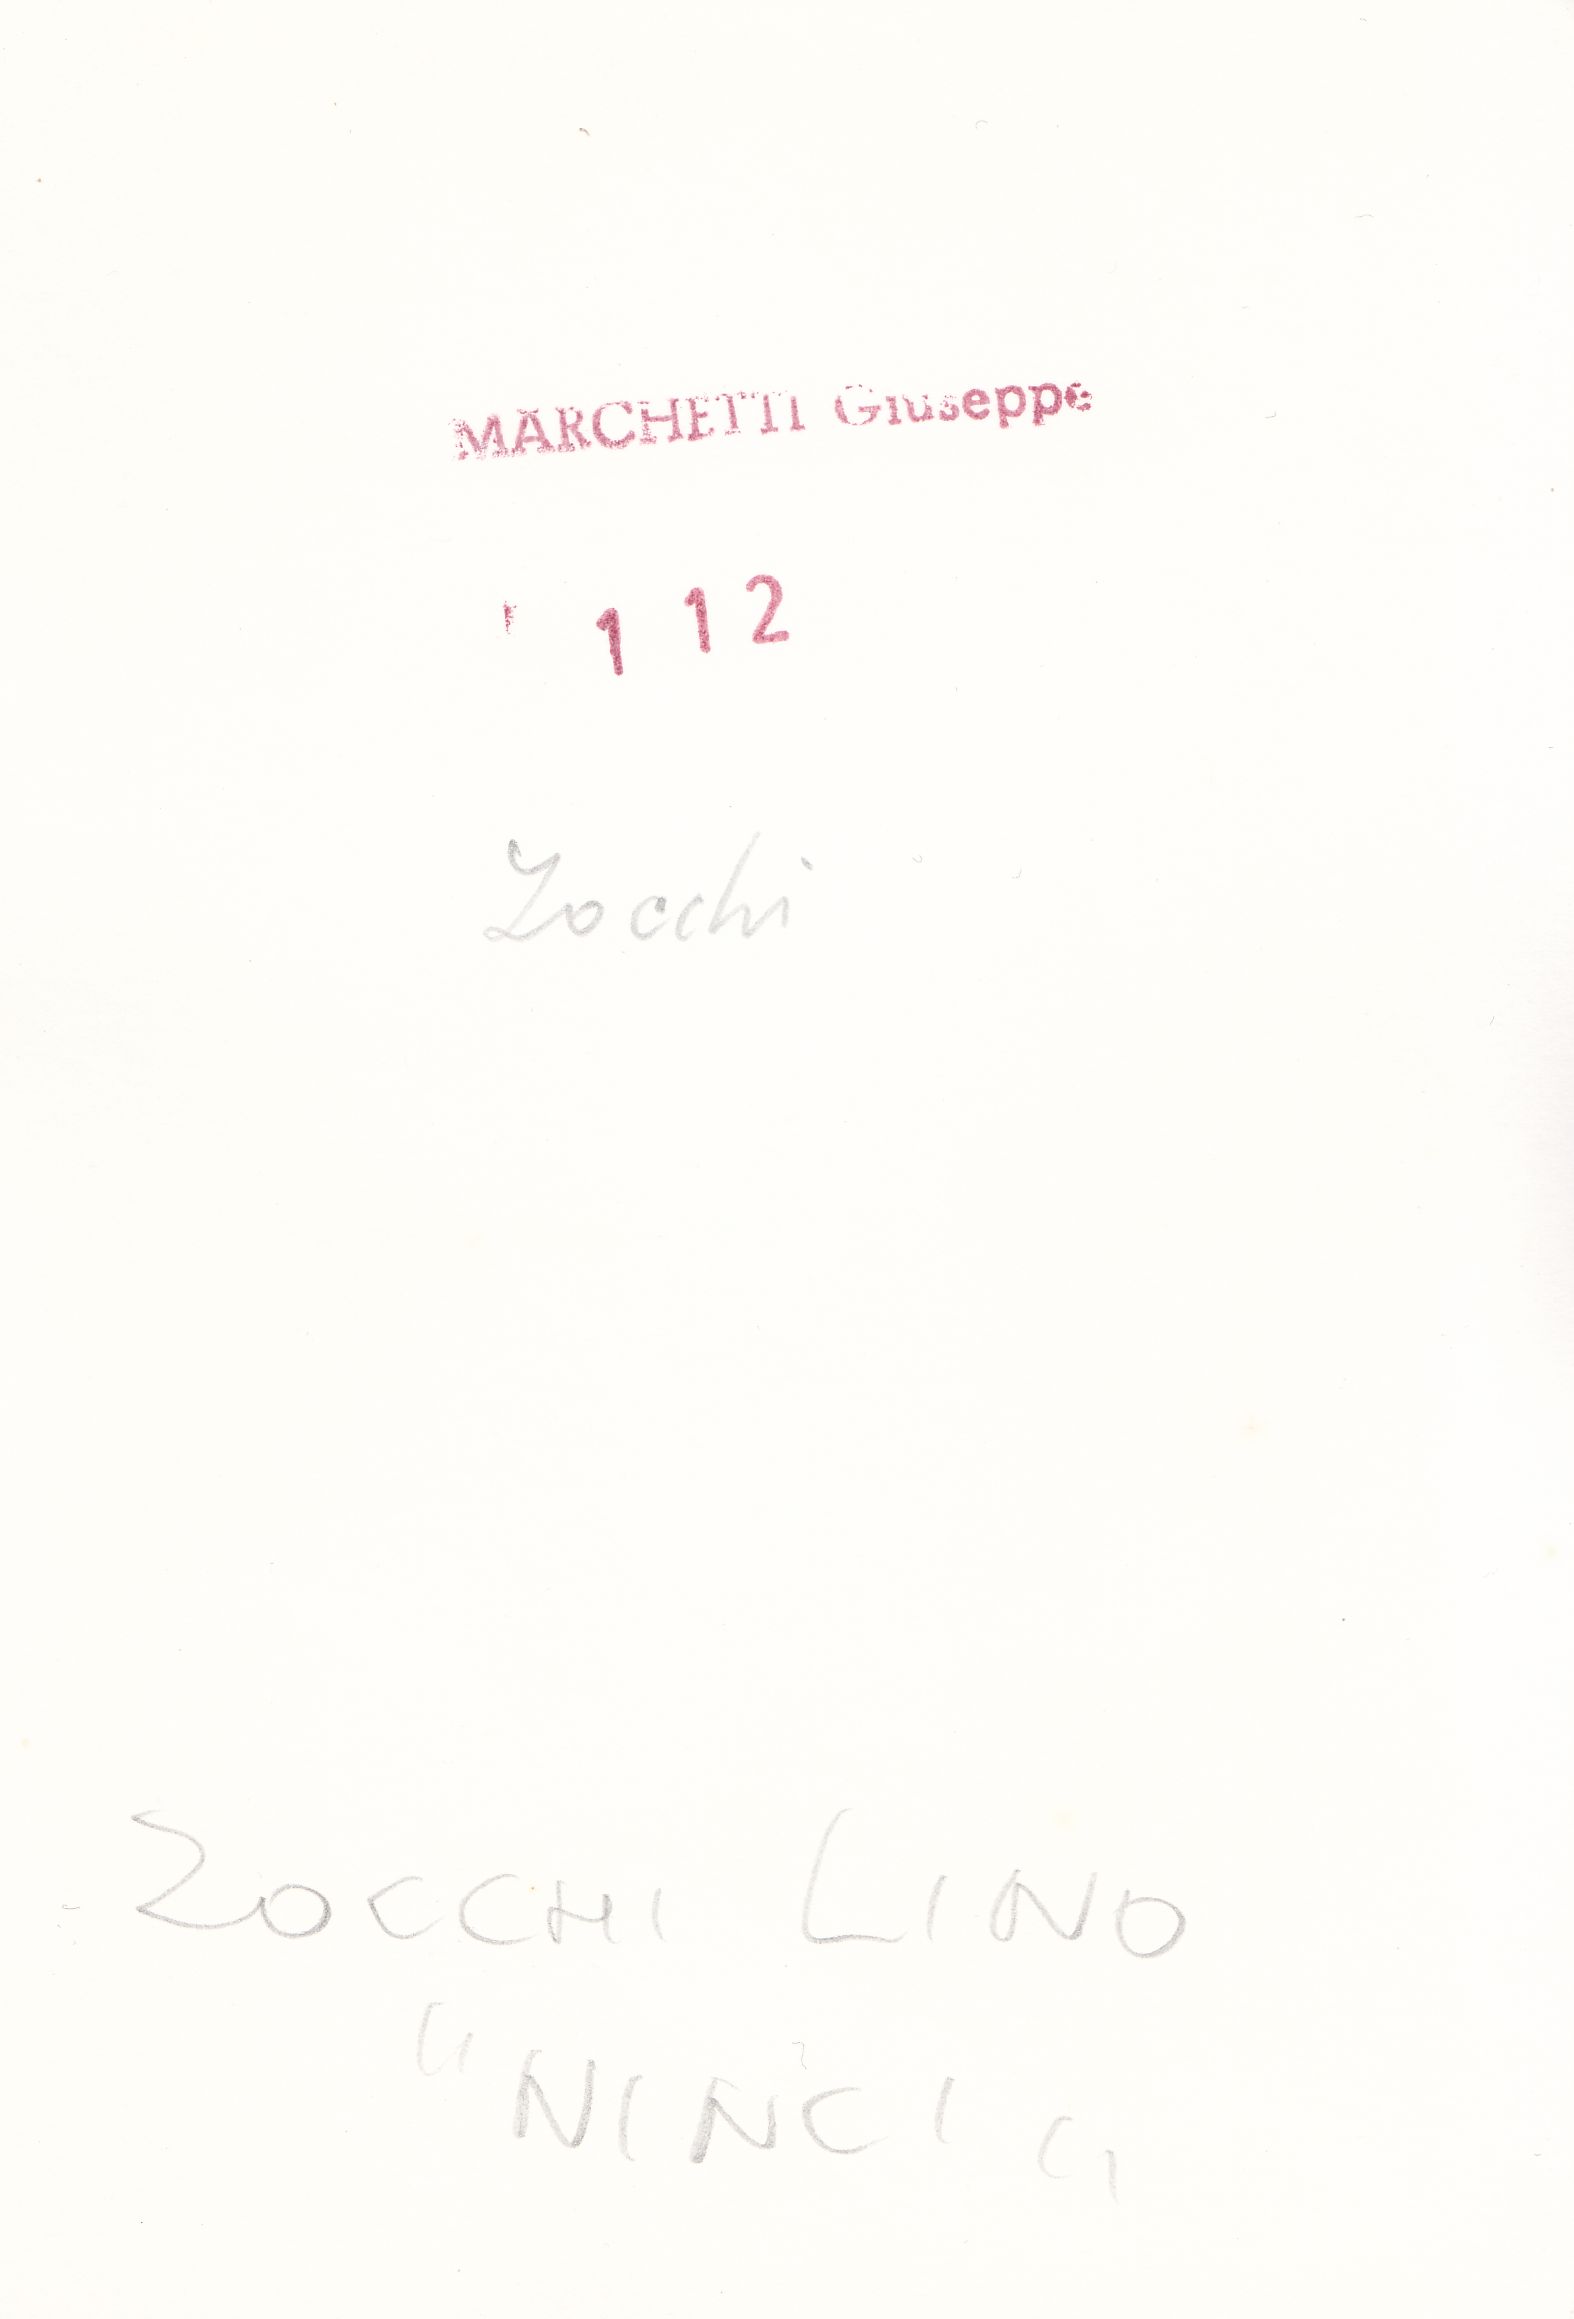 MARCHETTI Giuseppe
112
Zocchi
ZOCCHI LINO
"NINCI"